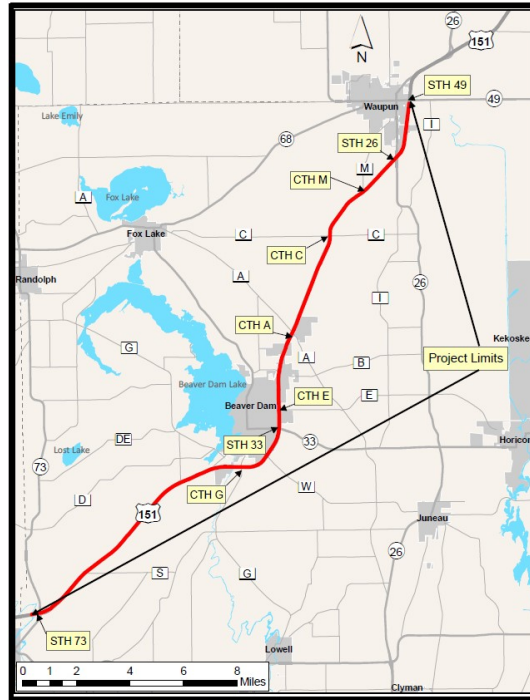 26
151
N
STH 49
Waupun
49
Lake Emily
I
STH 26
68
M
CTH M
A
Fox Lake
Fox Lake
C
C
CTH C
Randolph
A
26
I
CTH A
Kekoske
G
A
B
Project Limits
Beaver Dam Lake
CTH E
E
Beaver Dam
STH 33
33
Horicon
DE
Lost Lake
73
W
CTH G
D
151
Juneau
26
S
G
STH 73
Lowell
0 2 4 6 8
Miles
Clyman